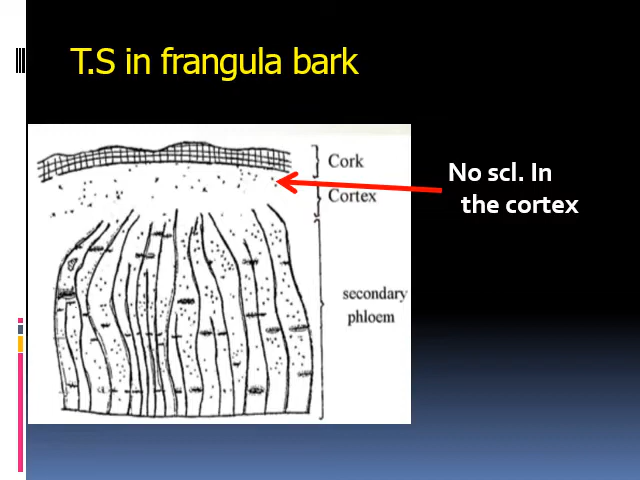 T.S in frangula bark
Cork
Cortex
No scl. In
the cortex
secondary
phloem